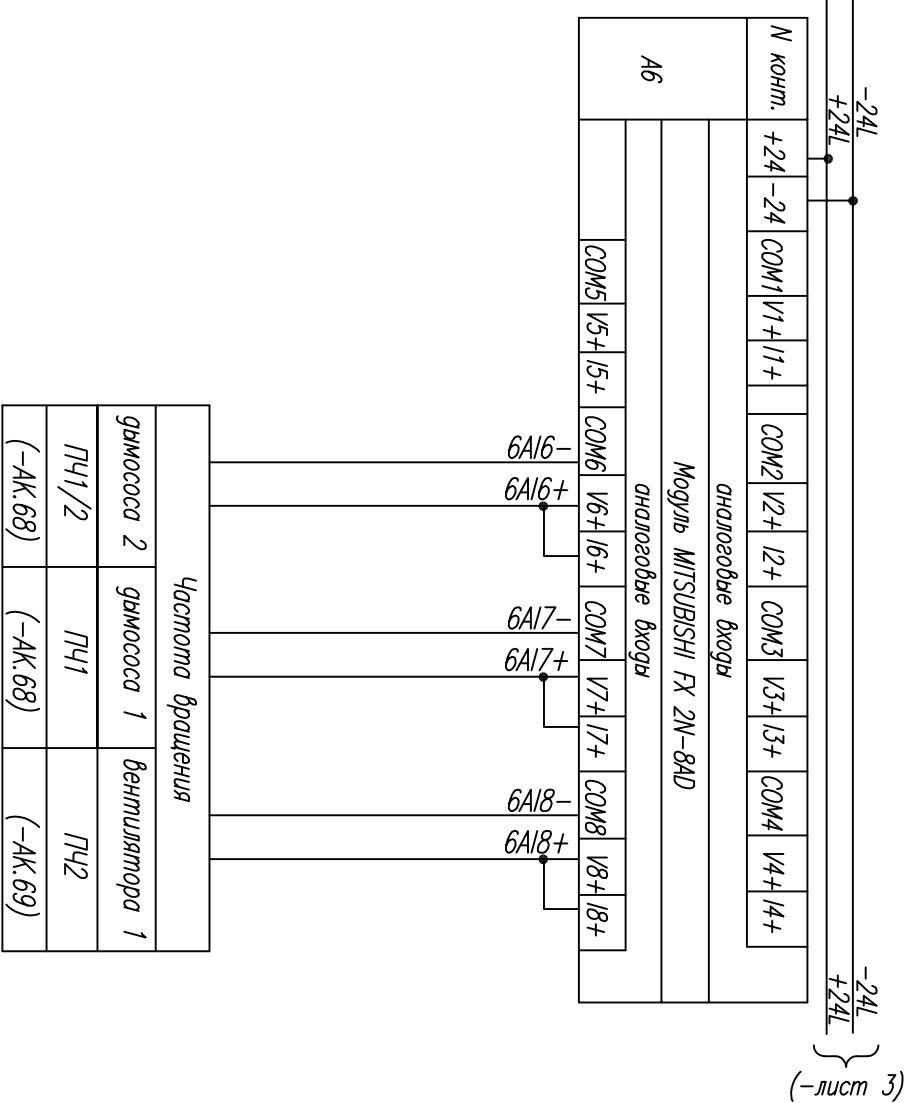 -24L
+24L
N конт.
+24
-24
COM1
V1+
I1+
COM2
V2+
I2+
COM3
V3+
I3+
COM4
V4+
I4+
А6
аналоговые входы
Модуль MITSUBISHI FX 2N-8AD
аналоговые входы
COM5
V5+
I5+
COM6
V6+
I6+
COM7
V7+
I7+
COM8
V8+
I8+
-24L
+24L
(-лист 3)
6AI6-
6AI6+
6AI7-
6AI7+
6AI8-
6AI8+
Частота вращения
дымососа 2
дымососа 1
вентилятора 1
ПЧ1/2
ПЧ1
ПЧ2
(-АК.68)
(-АК.68)
(-АК.69)